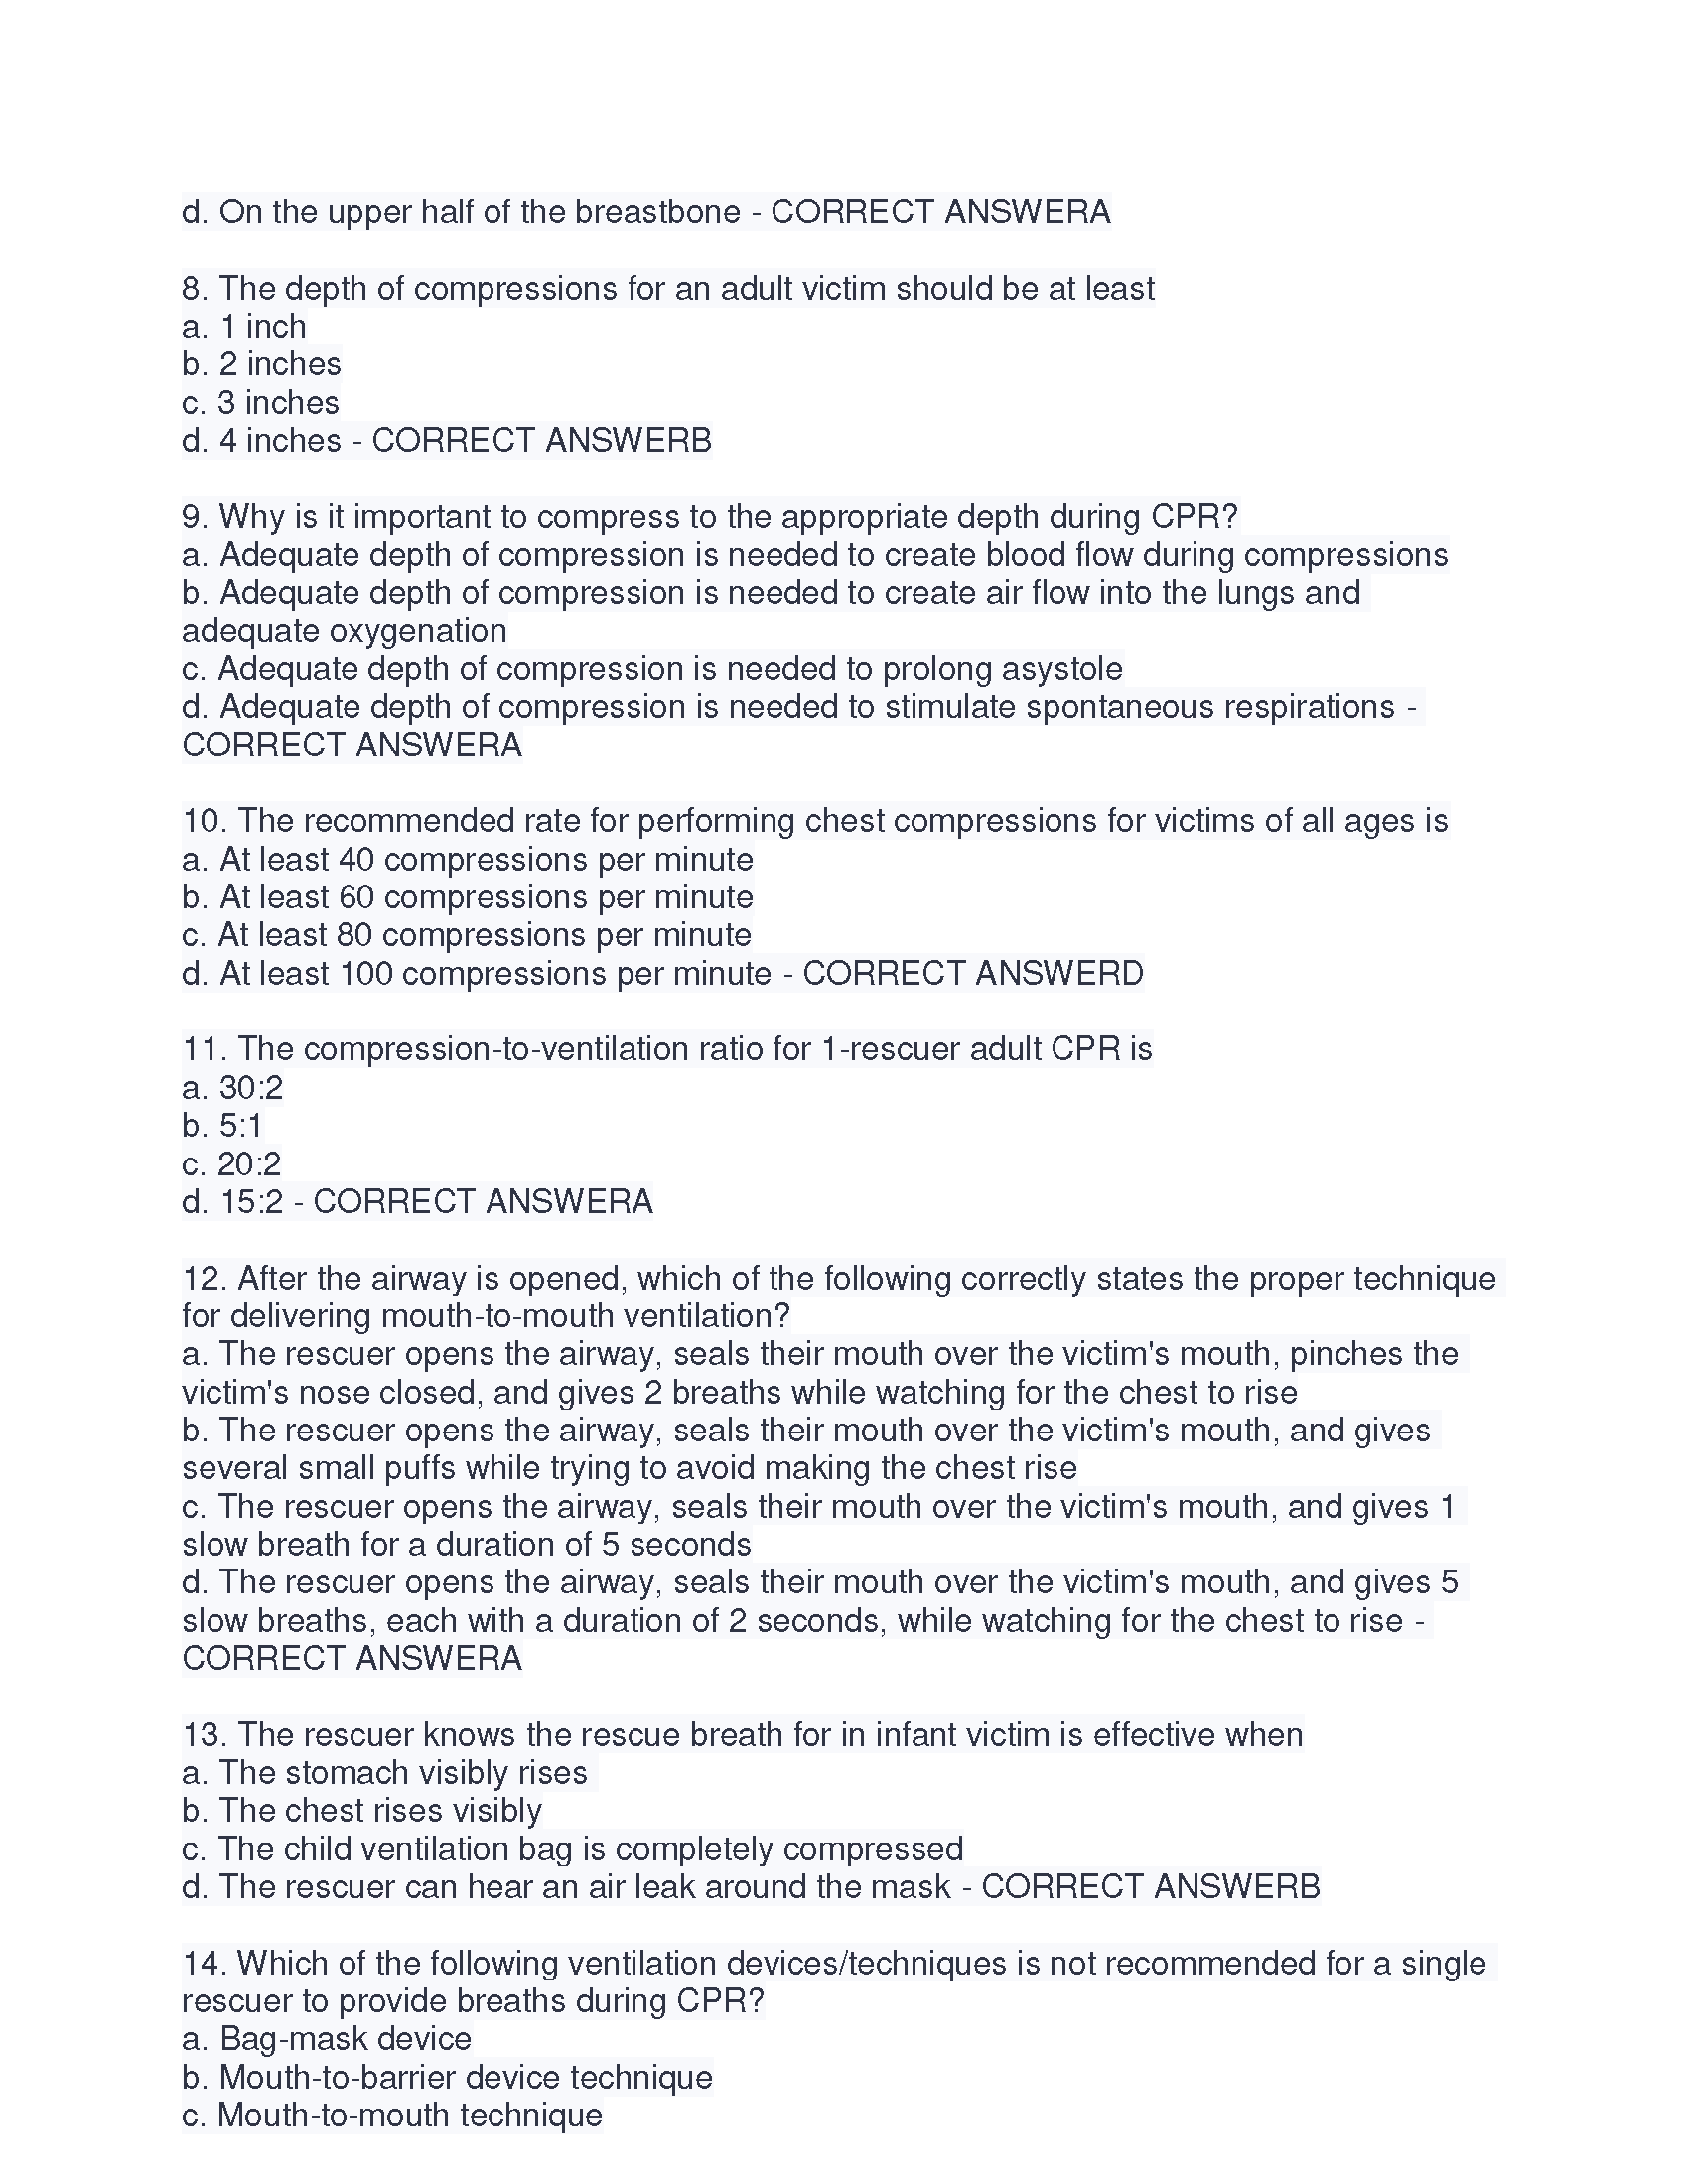 d. On the upper half of the breastbone - CORRECT ANSWERA
8. The depth of compressions for an adult victim should be at least
a. 1 inch
b. 2 inches
c. 3 inches
d. 4 inches - CORRECT ANSWERB
9. Why is it important to compress to the appropriate depth during CPR?
a. Adequate depth of compression is needed to create blood flow during compressions
b. Adequate depth of compression is needed to create air flow into the lungs and
adequate oxygenation
c. Adequate depth of compression is needed to prolong asystole
d. Adequate depth of compression is needed to stimulate spontaneous respirations -
CORRECT ANSWERA
10. The recommended rate for performing chest compressions for victims of all ages is
a. At least 40 compressions per minute
b. At least 60 compressions per minute
c. At least 80 compressions per minute
d. At least 100 compressions per minute - CORRECT ANSWERD
11. The compression-to-ventilation ratio for 1-rescuer adult CPR is
a. 30:2
b. 5:1
c. 20:2
d. 15:2 - CORRECT ANSWERA
12. After the airway is opened, which of the following correctly states the proper technique
for delivering mouth-to-mouth ventilation?
a. The rescuer opens the airway, seals their mouth over the victim's mouth, pinches the
victim's nose closed, and gives 2 breaths while watching for the chest to rise
b. The rescuer opens the airway, seals their mouth over the victim's mouth, and gives
several small puffs while trying to avoid making the chest rise
c. The rescuer opens the airway, seals their mouth over the victim's mouth, and gives 1
slow breath for a duration of 5 seconds
d. The rescuer opens the airway, seals their mouth over the victim's mouth, and gives 5
slow breaths, each with a duration of 2 seconds, while watching for the chest to rise -
CORRECT ANSWERA
13. The rescuer knows the rescue breath for in infant victim is effective when
a. The stomach visibly rises
b. The chest rises visibly
c. The child ventilation bag is completely compressed
d. The rescuer can hear an air leak around the mask - CORRECT ANSWERB
14. Which of the following ventilation devices/techniques is not recommended for a single
rescuer to provide breaths during CPR?
a. Bag-mask device
b. Mouth-to-barrier device technique
c. Mouth-to-mouth technique